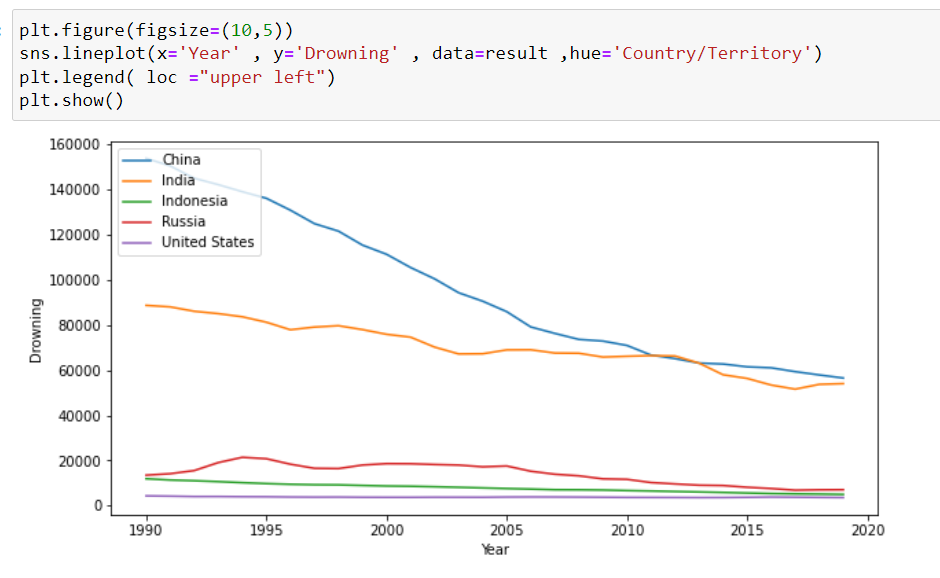 plt.figure(figsize=(10,5))
sns.lineplot(x='Year' , y='Drowning' , data=result ,hue='Country/Territory')
plt.legend( loc ="upper left")
plt.show()
160000
140000
120000
100000
80000
60000
40000
20000
0
Drowning
China
India
Indonesia
Russia
United States
1990 1995 2000 2005 2010 2015 2020
Year